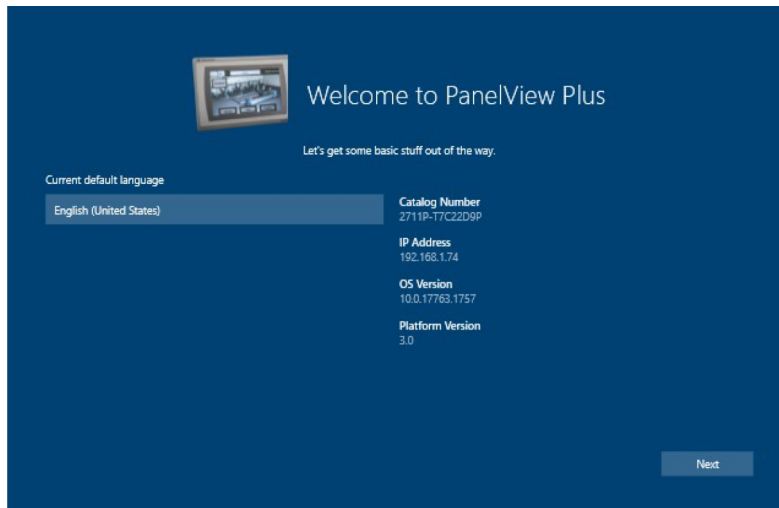 Welcome to PanelView Plus
Let's get some basic stuff out of the way.
Current default language
English (United States)
Catalog Number
2711P-T7C22D9P
IP Address
192.168.1.74
OS Version
10.0.17763.1757
Platform Version
3.0
Next